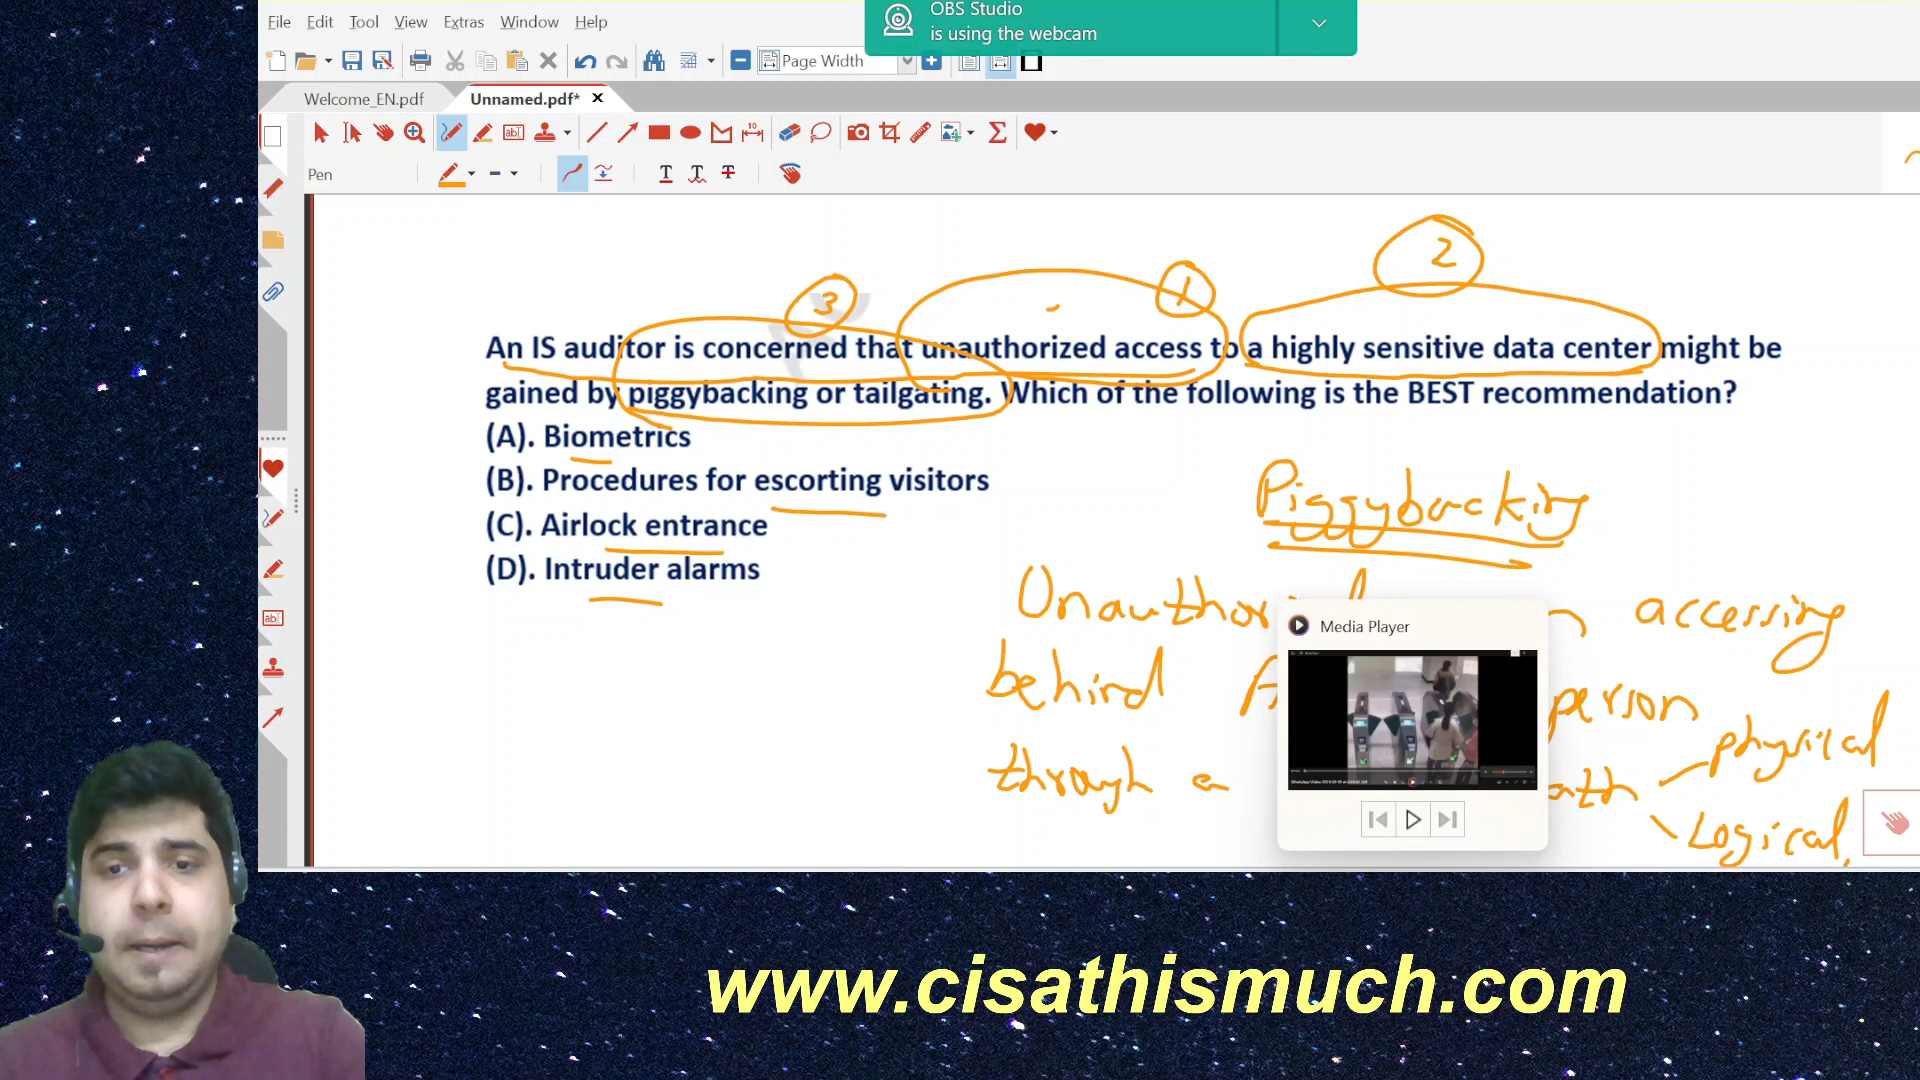 OBS Studio
is using the webcam
File Edit Tool View Extras Window Help
Page Width
Welcome_EN.pdf Unnamed.pdf*
Pen
3 1 2
An IS auditor is concerned that unauthorized access to a highly sensitive data center might be
gained by piggybacking or tailgating. Which of the following is the BEST recommendation?
(A). Biometrics
(B). Procedures for escorting visitors
(C). Airlock entrance
(D). Intruder alarms
Piggybacking
accessing
behind person
through a physical
Logical
Media Player
www.cisathismuch.com